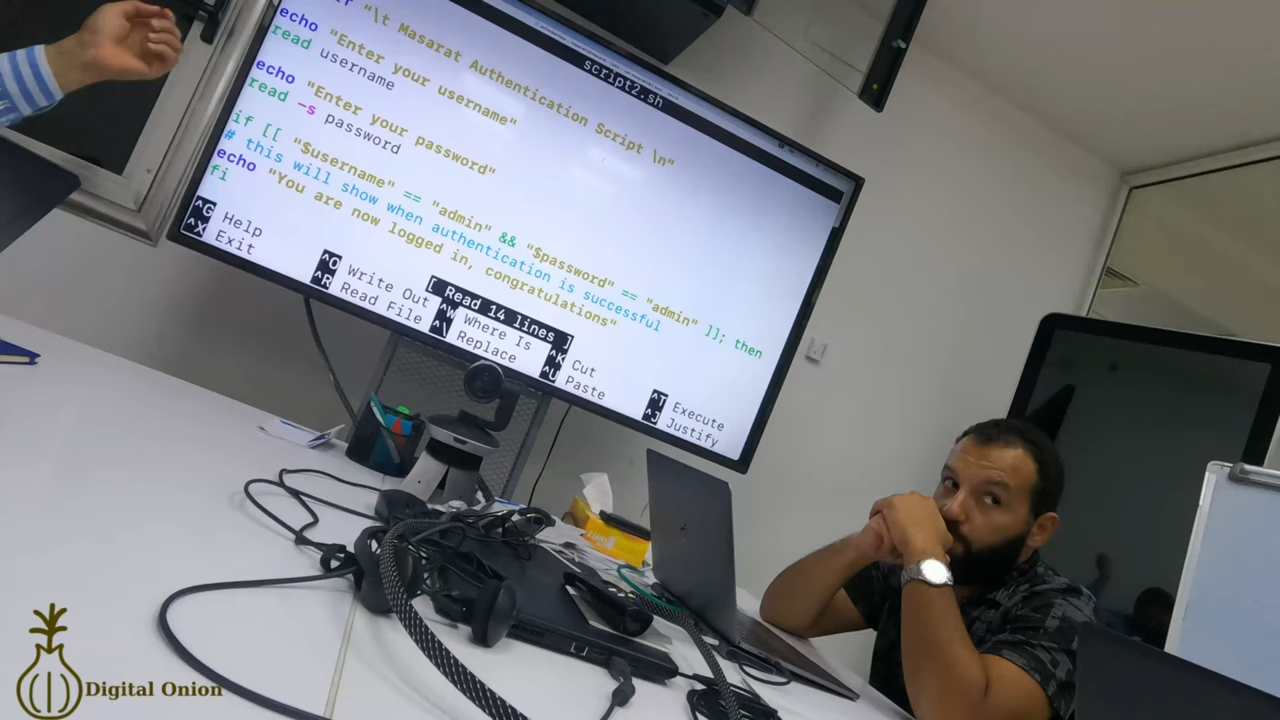 script2.sh
"\t Masarat Authentication Script \n"
echo "Enter your username"
read username
echo "Enter your password"
read -s password
if [[ "$username" == "admin" && "$password" == "admin" ]]; then
# this will show when authentication is successful
echo "You are now logged in, congratulations"
fi
[ Read 14 lines ]
^G Help ^O Write Out ^W Where Is ^K Cut ^T Execute
^X Exit ^R Read File ^\ Replace ^U Paste ^J Justify
Digital Onion